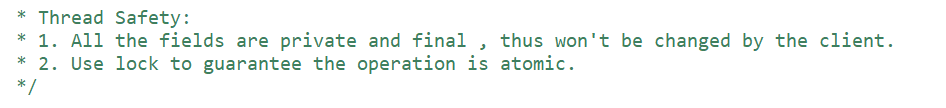 * Thread Safety:
* 1. All the fields are private and final , thus won't be changed by the client.
* 2. Use lock to guarantee the operation is atomic.
*/